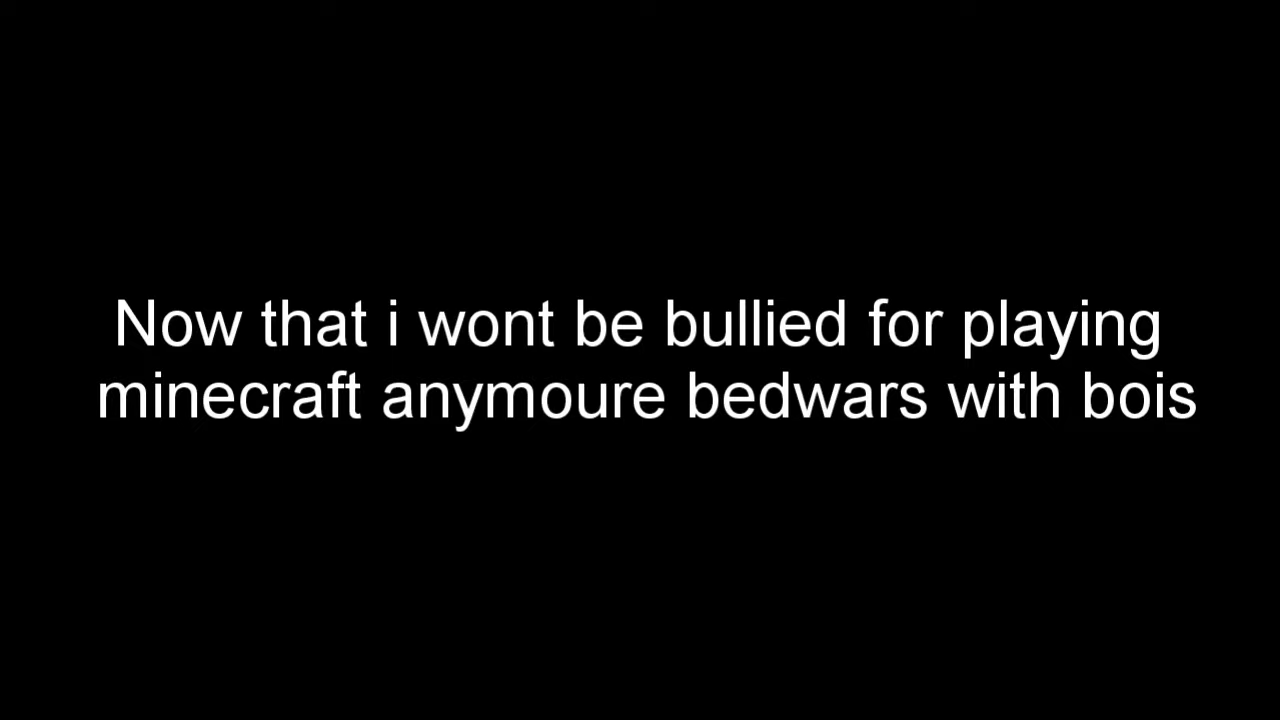 Now that i wont be bullied for playing
minecraft anymoure bedwars with bois